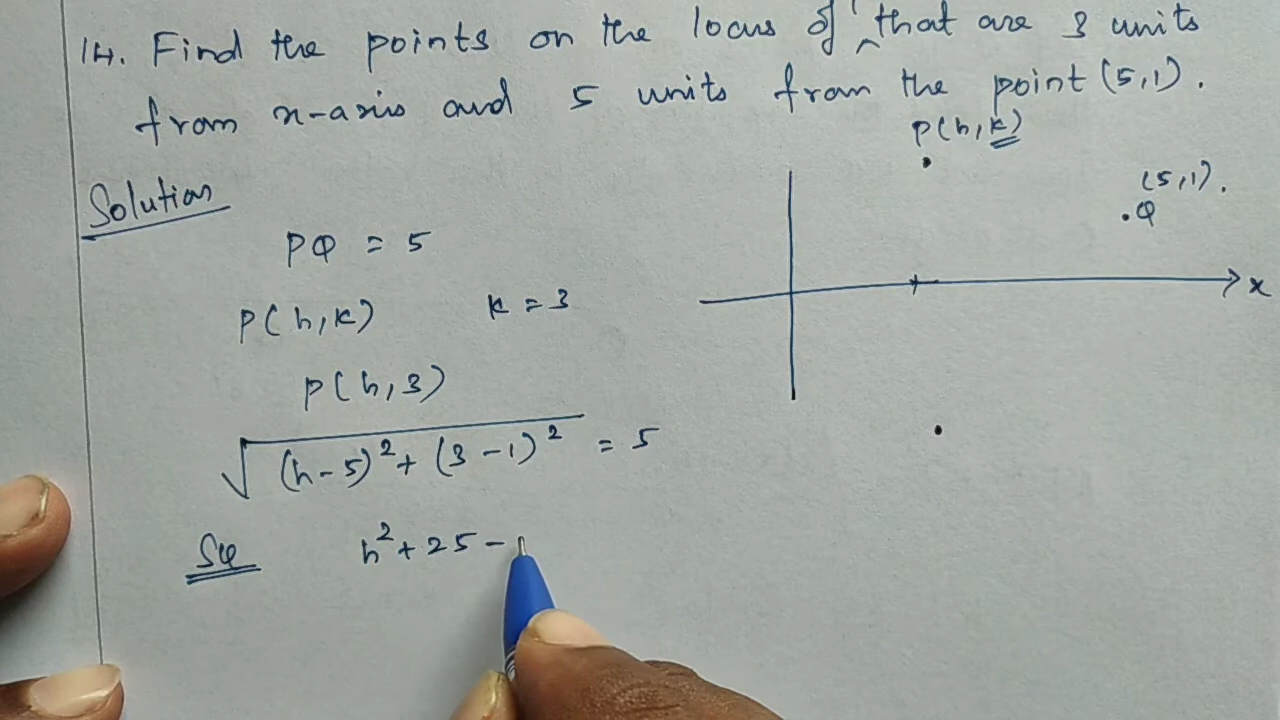 14. Find the points on the locus of that are 3 units
from x-axis and 5 units from the point (5,1).
P(h,k)
(5,1).
Q
x
Solution
PQ = 5
P(h,k) k = 3
P(h,3)
√(h-5)²+(3-1)² = 5
SQ h²+25-